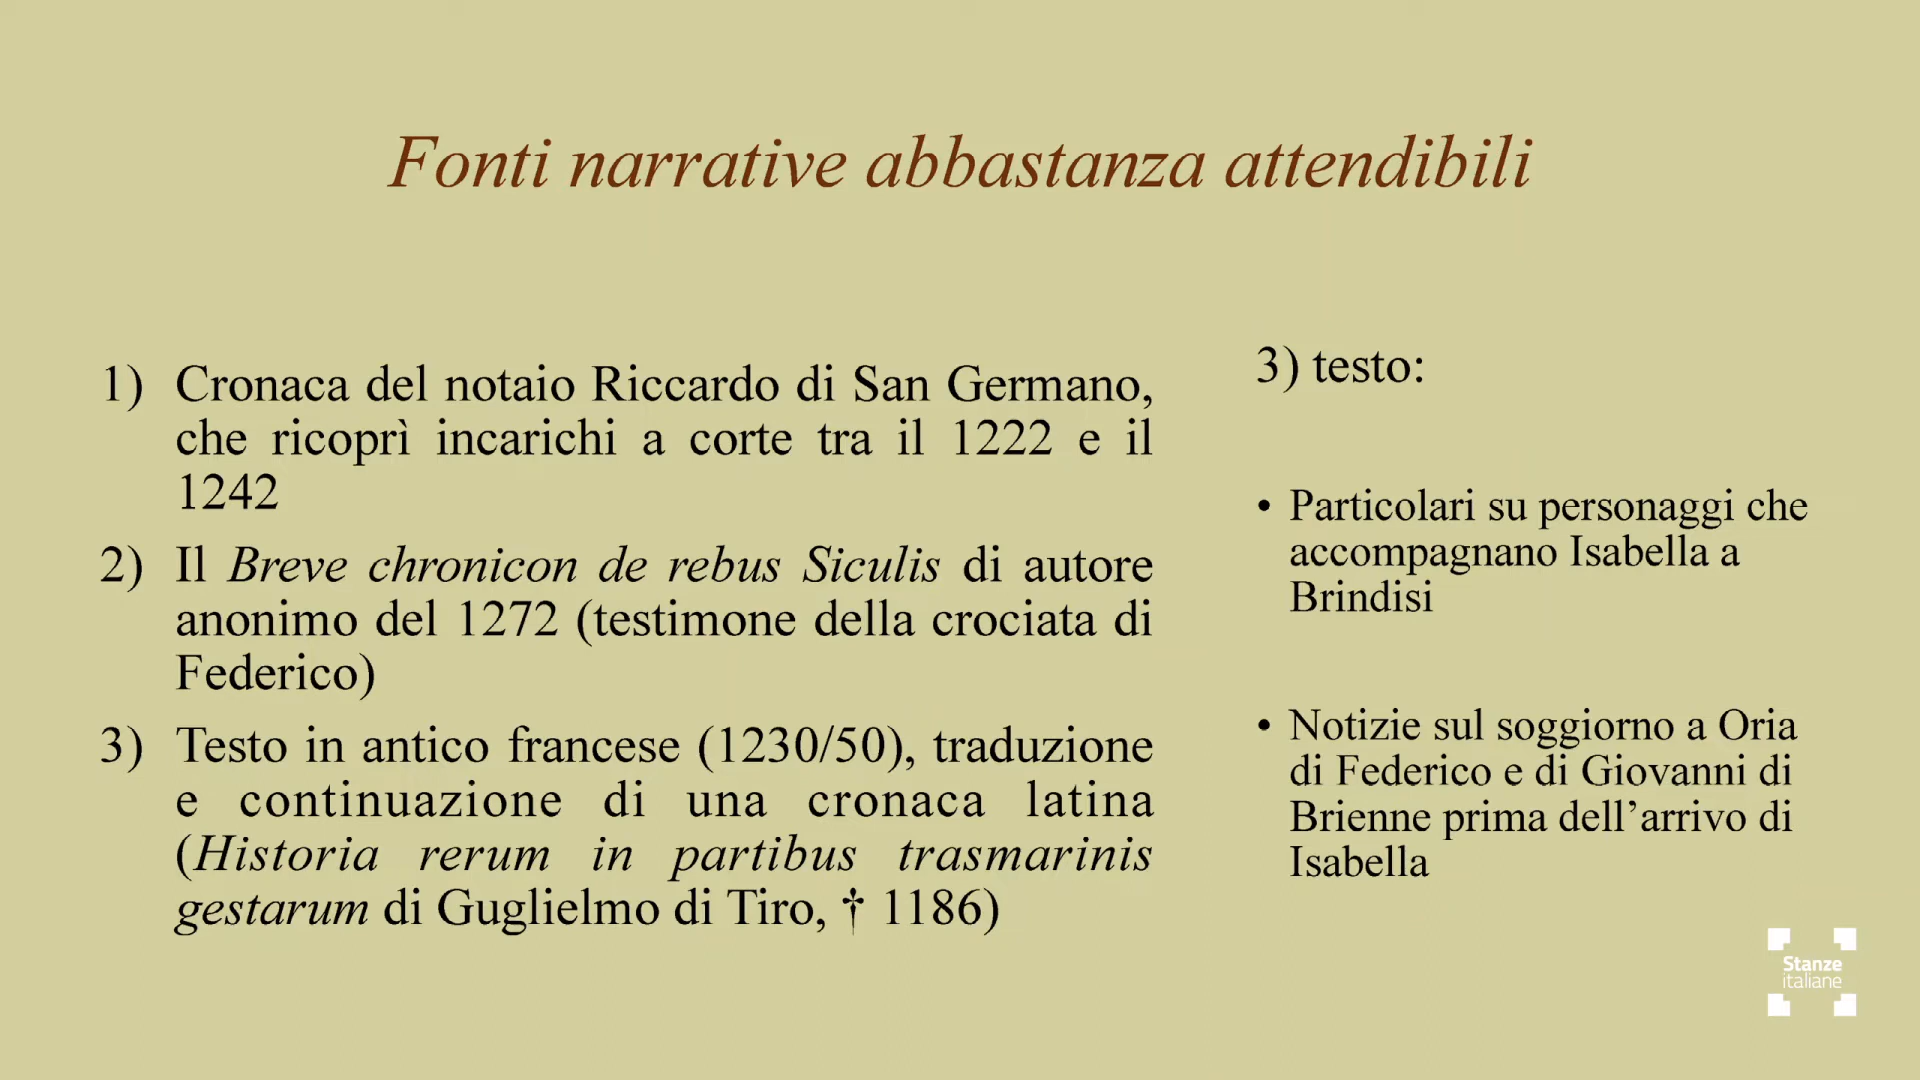 Fonti narrative abbastanza attendibili
1) Cronaca del notaio Riccardo di San Germano,
che ricoprì incarichi a corte tra il 1222 e il
1242
2) Il Breve chronicon de rebus Siculis di autore
anonimo del 1272 (testimone della crociata di
Federico)
3) Testo in antico francese (1230/50), traduzione
e continuazione di una cronaca latina
(Historia rerum in partibus trasmarinis
gestarum di Guglielmo di Tiro, † 1186)
3) testo:
• Particolari su personaggi che
accompagnano Isabella a
Brindisi
• Notizie sul soggiorno a Oria
di Federico e di Giovanni di
Brienne prima dell’arrivo di
Isabella
Stanze
italiane